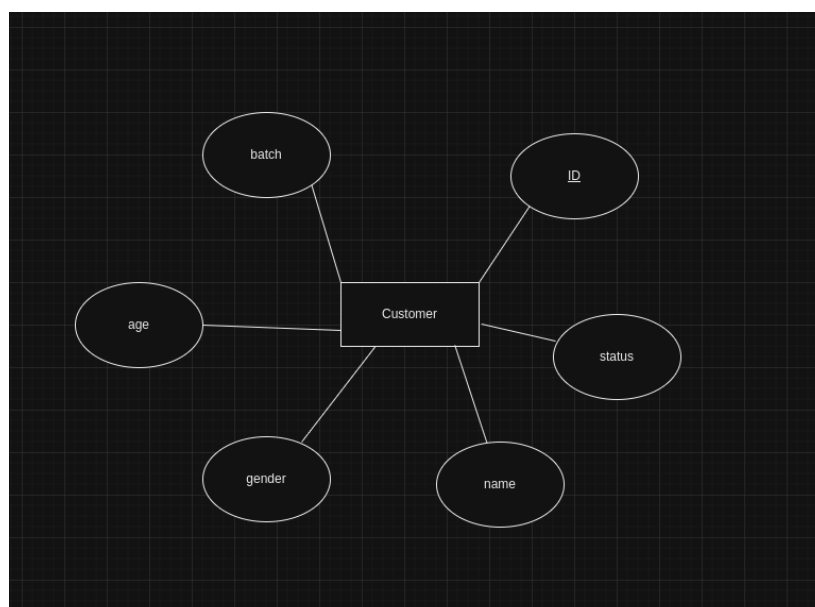 batch
ID
Customer
age
status
gender
name